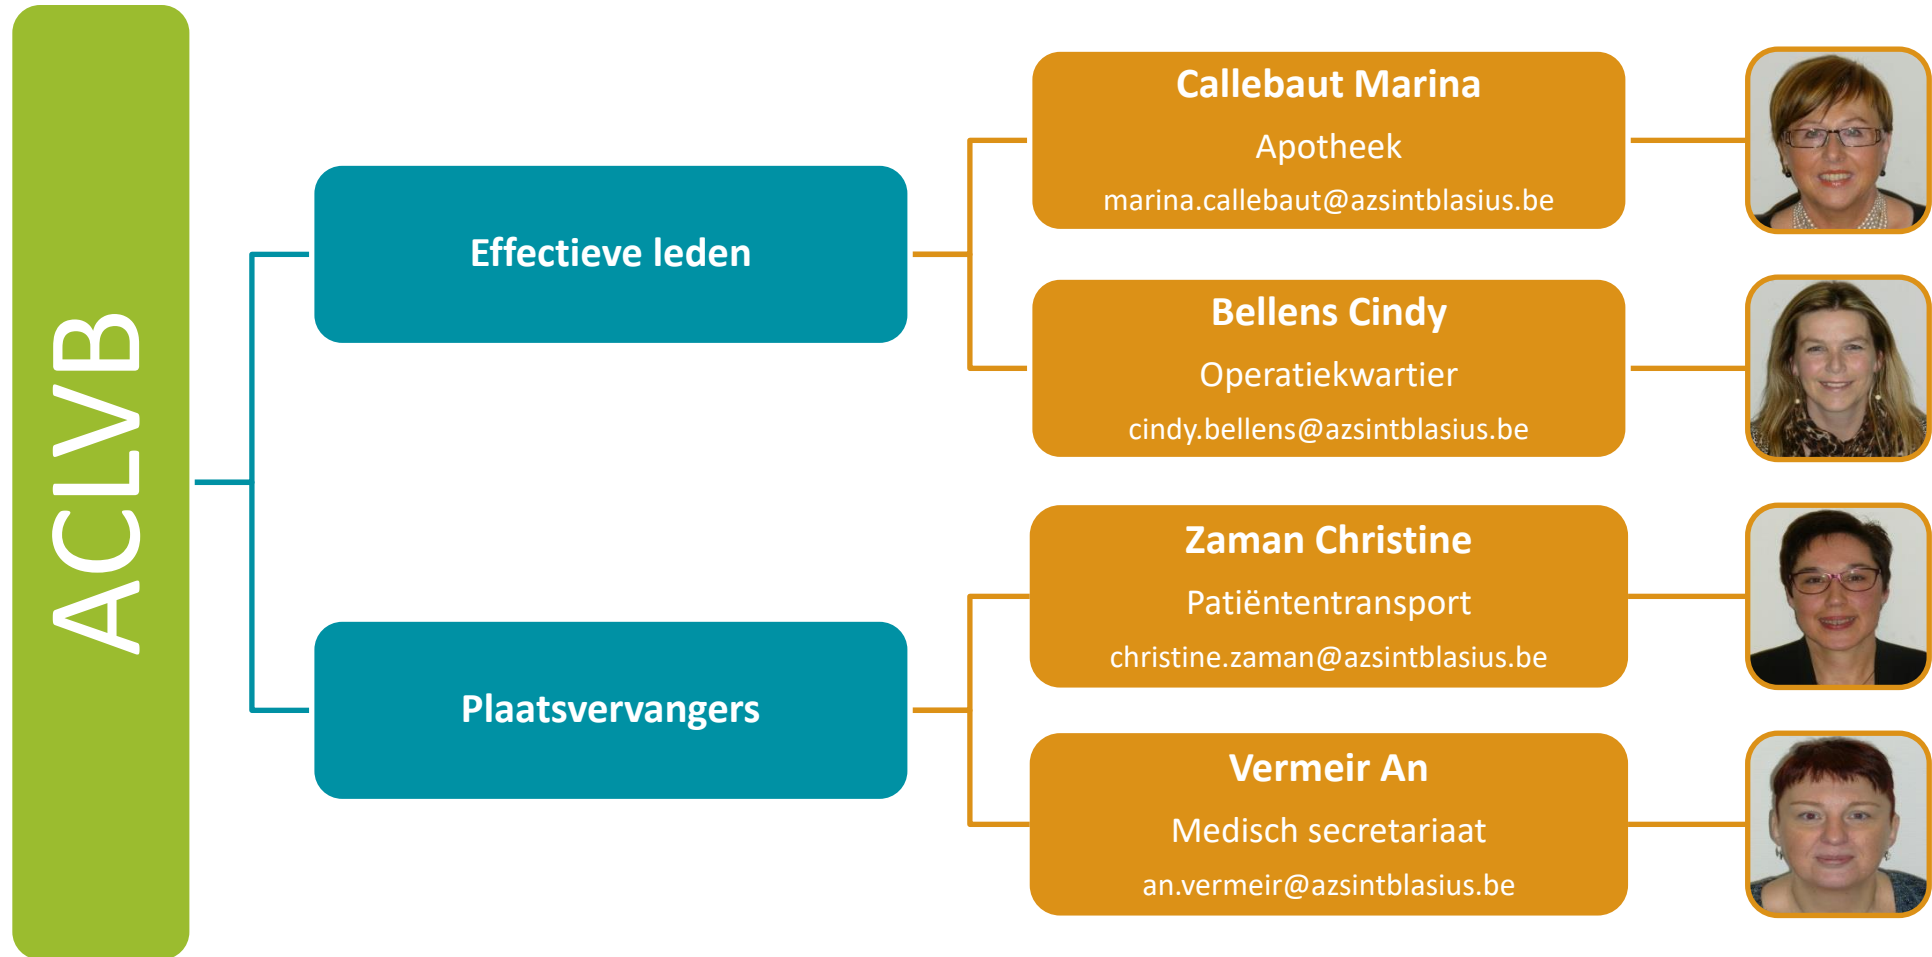 ACLVB
Effectieve leden
Callebaut Marina
Apotheek
marina.callebaut@azsintblasius.be
Bellens Cindy
Operatiekwartier
cindy.bellens@azsintblasius.be
Plaatsvervangers
Zaman Christine
Patiëntentransport
christine.zaman@azsintblasius.be
Vermeir An
Medisch secretariaat
an.vermeir@azsintblasius.be